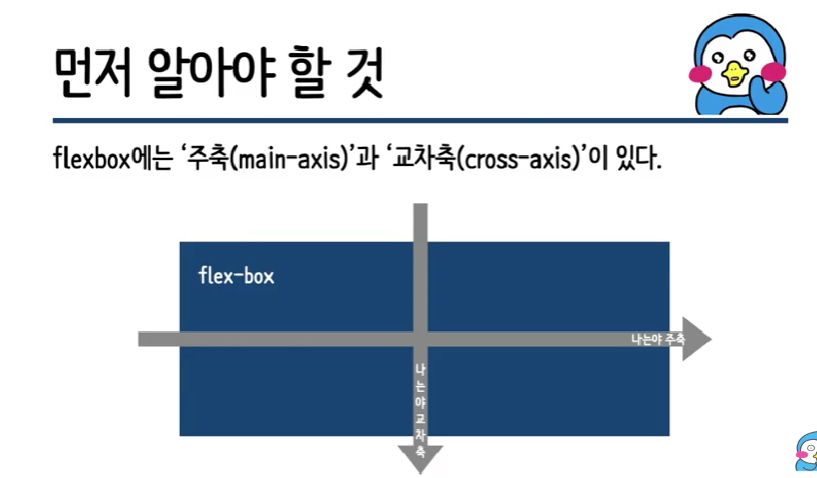 먼저 알아야 할 것
flexbox에는 ‘주축(main-axis)’과 ‘교차축(cross-axis)’이 있다.
flex-box
나는야 주축
나는야교차축